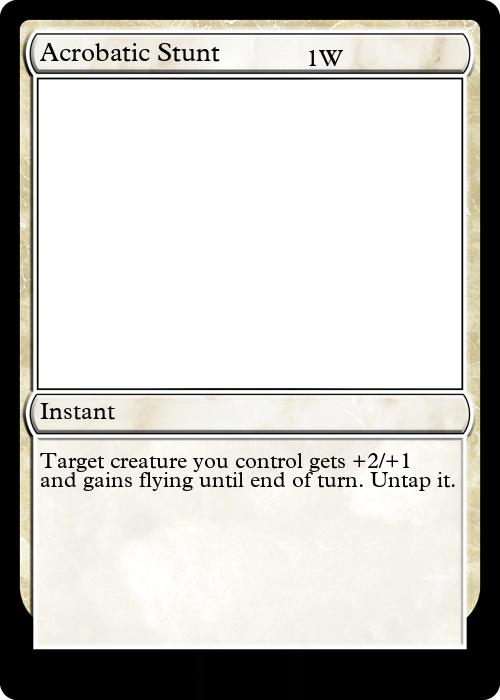 Acrobatic Stunt 1W
Instant
Target creature you control gets +2/+1
and gains flying until end of turn. Untap it.